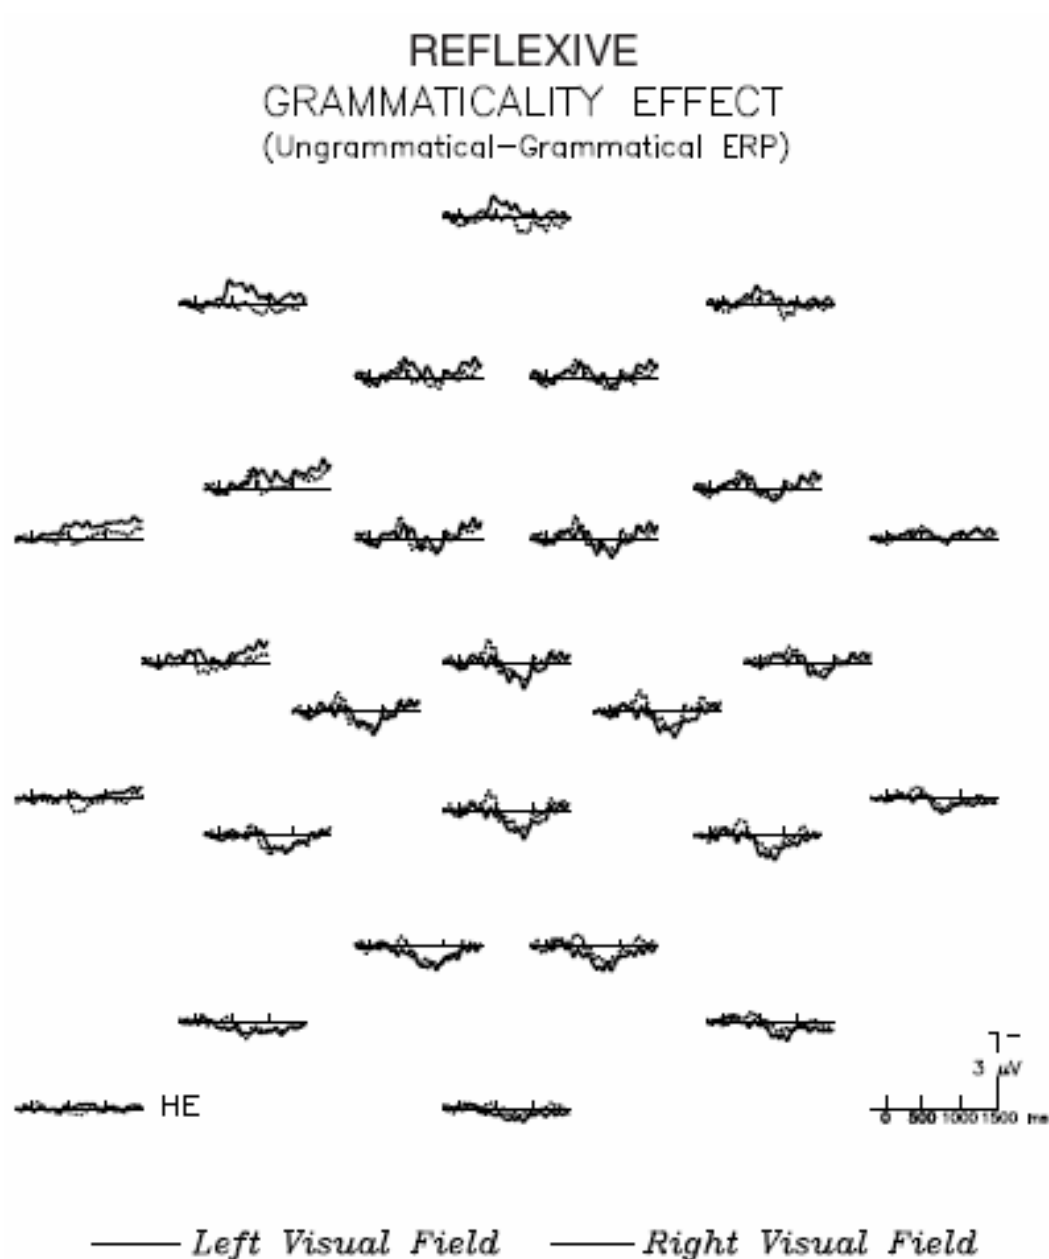 REFLEXIVE
GRAMMATICALITY EFFECT
(Ungrammatical-Grammatical ERP)
3 μV
HE
0 500 1000 1500 ms
Left Visual Field Right Visual Field